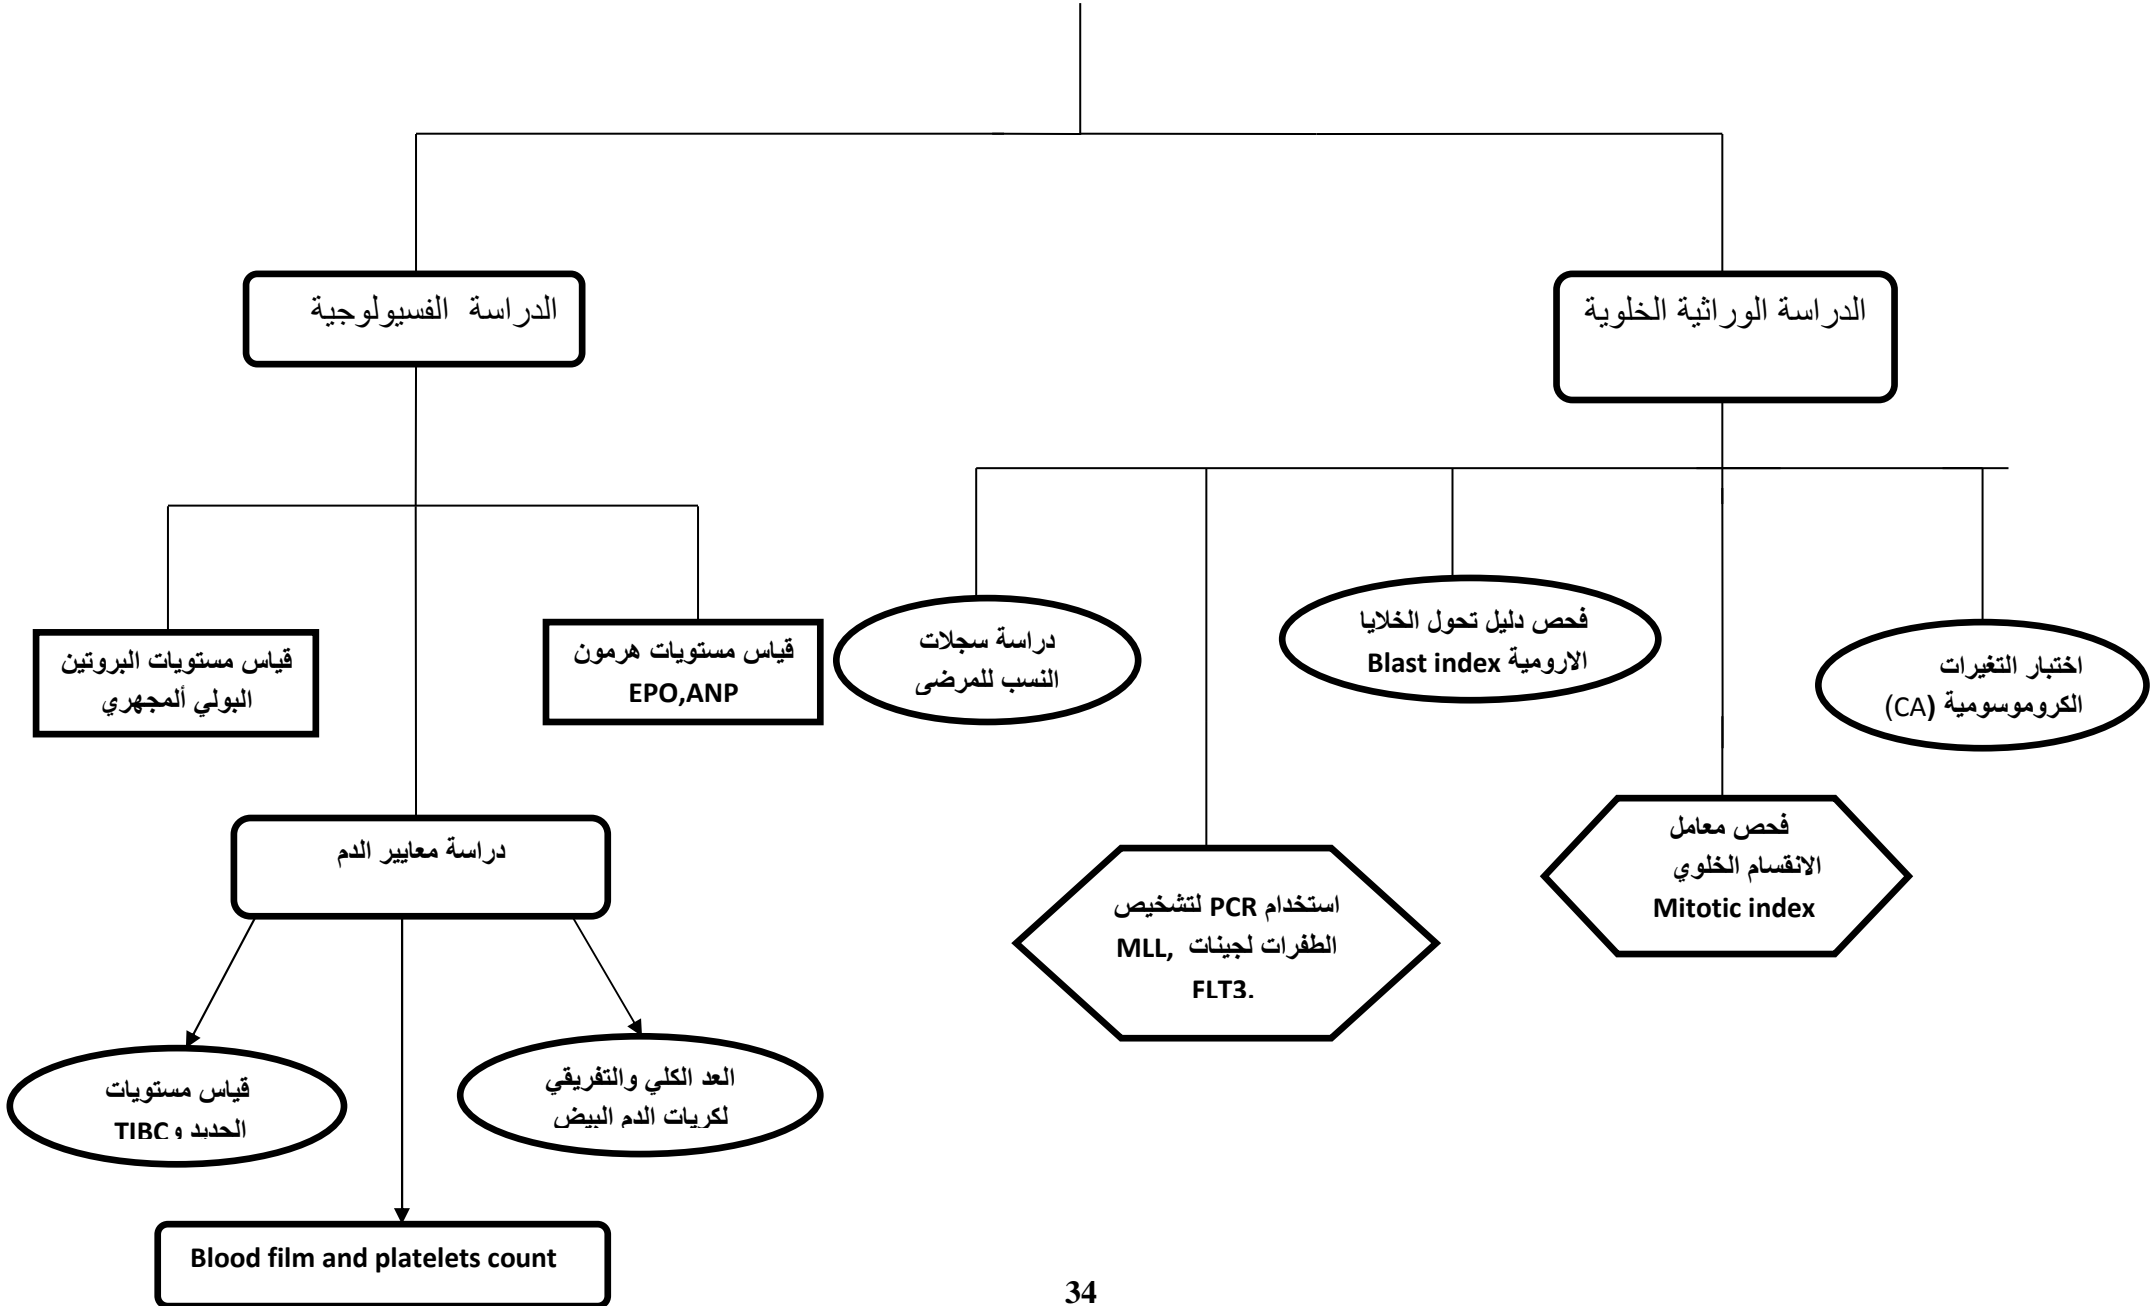 الدراسة الوراثية الخلوية
الدراسة الفسيولوجية
اختبار التغيرات
الكروموسومية (CA)
فحص دليل تحول الخلايا
الارومية Blast index
دراسة سجلات
النسب للمرضى
قياس مستويات هرمون
EPO,ANP
قياس مستويات البروتين
البولي ألمجهري
فحص معامل
الانقسام الخلوي
Mitotic index
استخدام PCR لتشخيص
الطفرات لجينات MLL,
FLT3.
دراسة معايير الدم
العد الكلي والتفريقي
لكريات الدم البيض
قياس مستويات
الحديد و TIBC
Blood film and platelets count
34